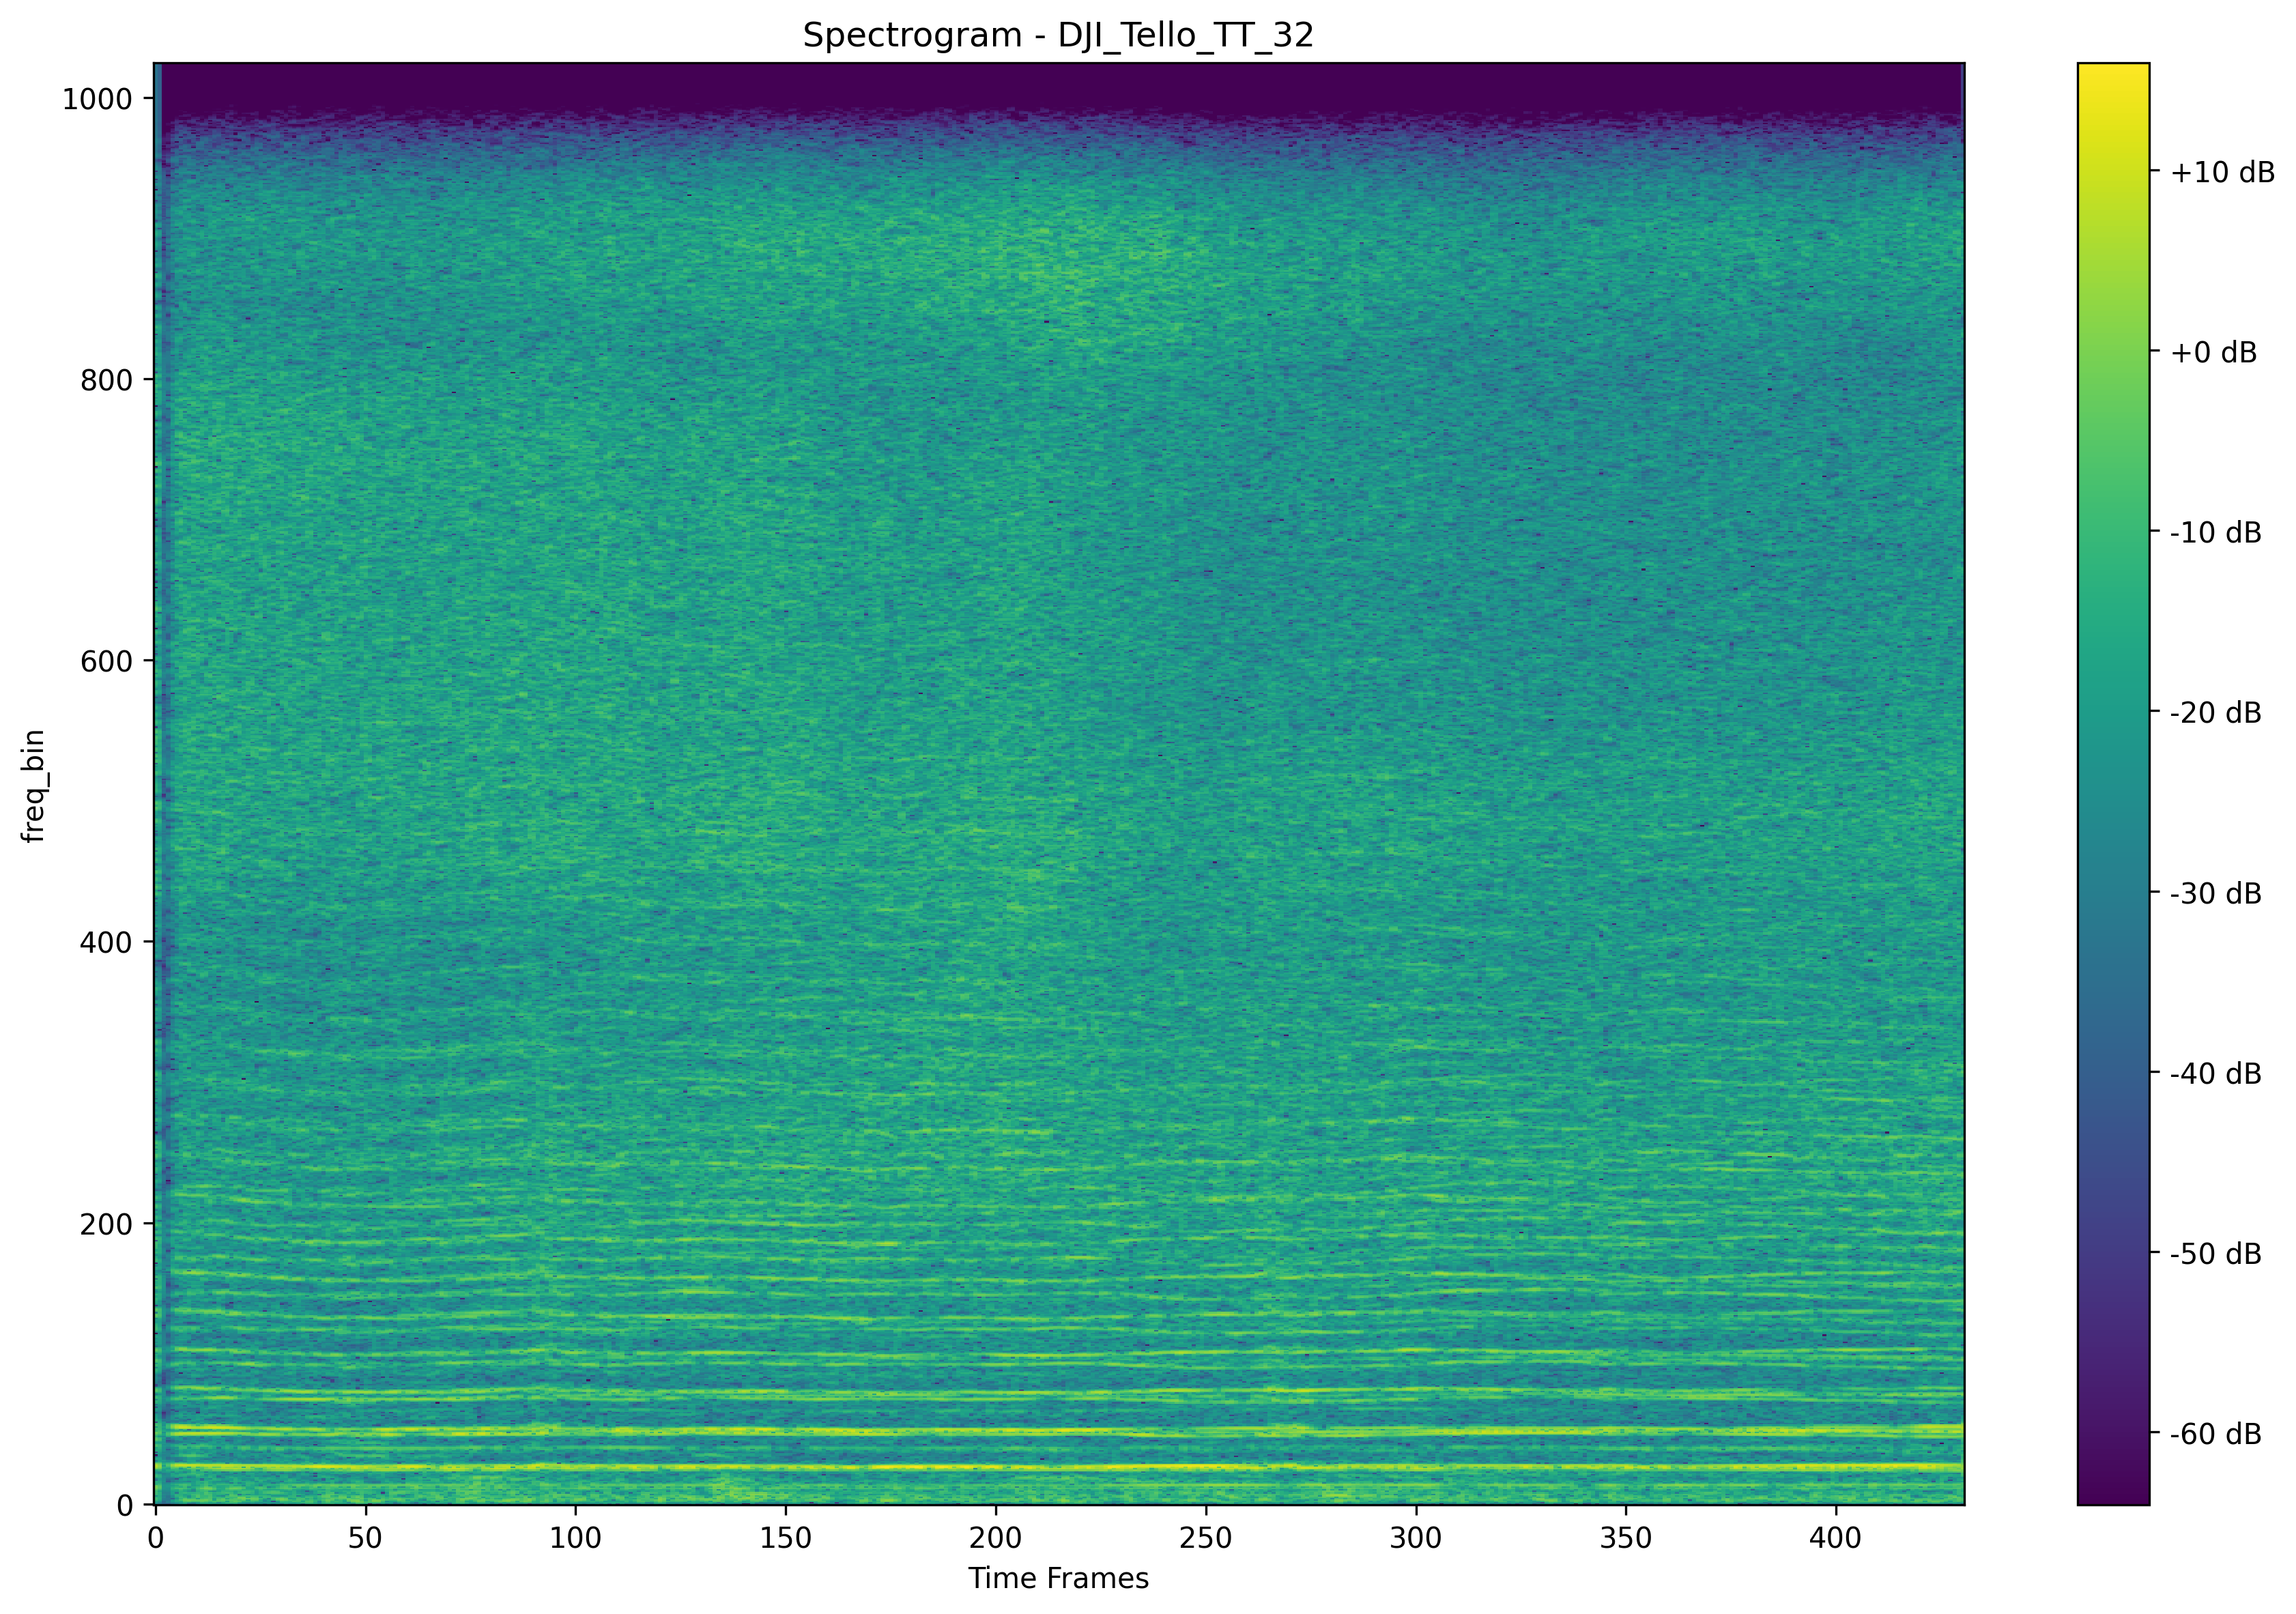 Spectrogram - DJI_Tello_TT_32
1000
800
600
400
200
0
freq_bin
0 50 100 150 200 250 300 350 400
Time Frames
+10 dB
+0 dB
-10 dB
-20 dB
-30 dB
-40 dB
-50 dB
-60 dB